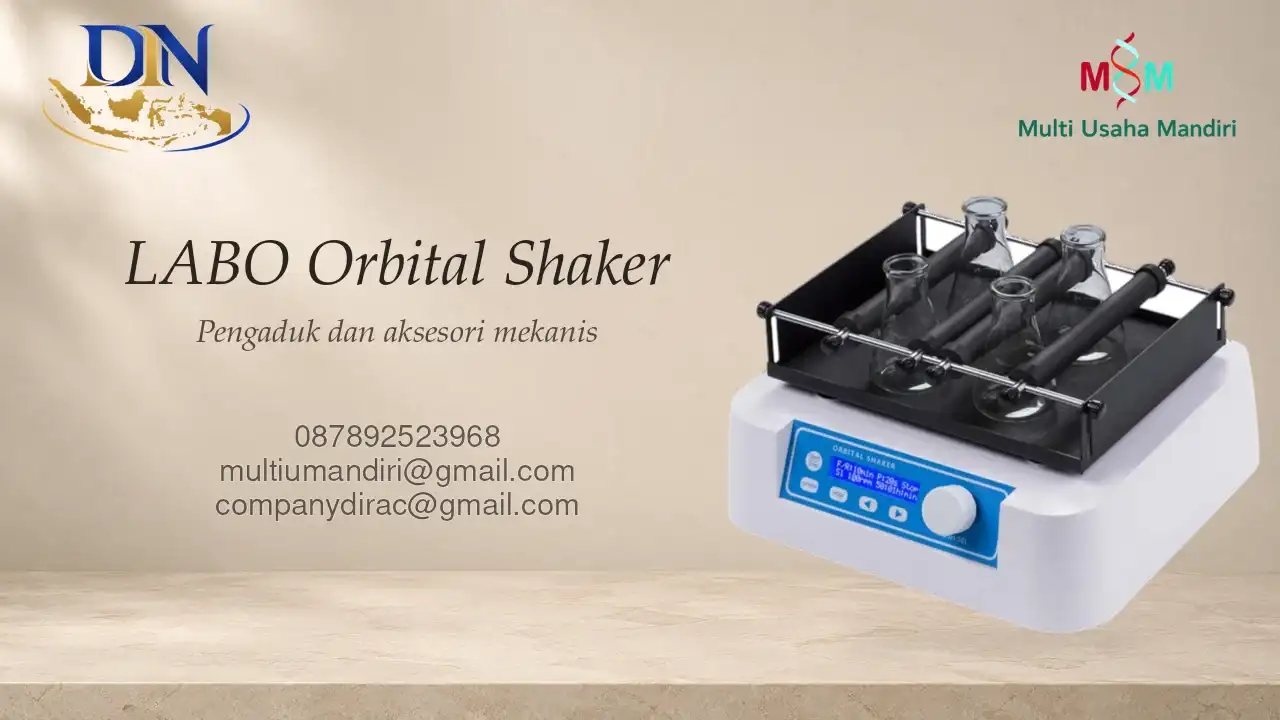 DN
MSM
Multi Usaha Mandiri
LABO Orbital Shaker
Pengaduk dan aksesori mekanis
087892523968
multiumandiri@gmail.com
companydirac@gmail.com
ORBITAL SHAKER